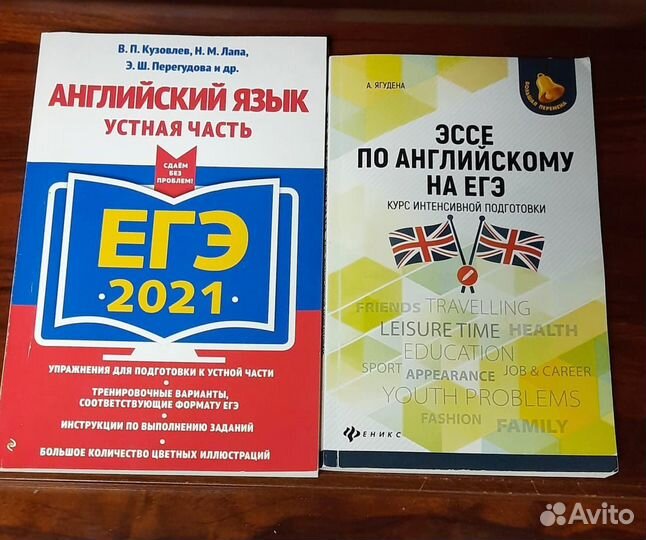 В. П. Кузовлев, Н. М. Лапа,
Э. Ш. Перегудова и др.
АНГЛИЙСКИЙ ЯЗЫК
УСТНАЯ ЧАСТЬ
СДАЁМ БЕЗ
ПРОБЛЕМ!
ЕГЭ
·2021·
УПРАЖНЕНИЯ ДЛЯ ПОДГОТОВКИ К УСТНОЙ ЧАСТИ
ТРЕНИРОВОЧНЫЕ ВАРИАНТЫ,
СООТВЕТСТВУЮЩИЕ ФОРМАТУ ЕГЭ
ИНСТРУКЦИИ ПО ВЫПОЛНЕНИЮ ЗАДАНИЙ
БОЛЬШОЕ КОЛИЧЕСТВО ЦВЕТНЫХ ИЛЛЮСТРАЦИЙ
А. ЯГУДЕНА
БОЛЬШАЯ ПЕРЕМЕНА
ЭССЕ
ПО АНГЛИЙСКОМУ
НА ЕГЭ
КУРС ИНТЕНСИВНОЙ ПОДГОТОВКИ
FRIENDS TRAVELLING
LEISURE TIME HEALTH
EDUCATION
SPORT APPEARANCE JOB & CAREER
YOUTH PROBLEMS
FASHION FAMILY
ФЕНИКС
Avito